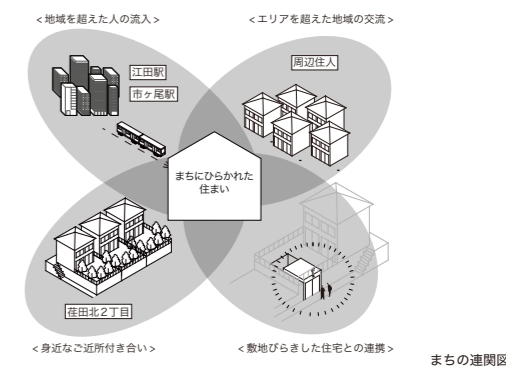 ＜地域を超えた人の流入＞
＜エリアを超えた地域の交流＞
江田駅
市ヶ尾駅
周辺住人
まちにひらかれた
住まい
荏田北2丁目
＜身近なご近所付き合い＞
＜敷地びらきした住宅との連携＞
まちの連関図